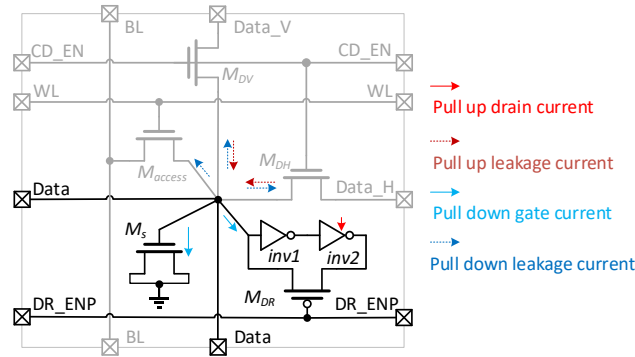 BL
Data_V
CD_EN
M_DV
CD_EN
WL
WL
M_access
M_DH
Data
Data_H
M_s
inv1
inv2
M_DR
DR_ENP
DR_ENP
BL
Data
Pull up drain current
Pull up leakage current
Pull down gate current
Pull down leakage current